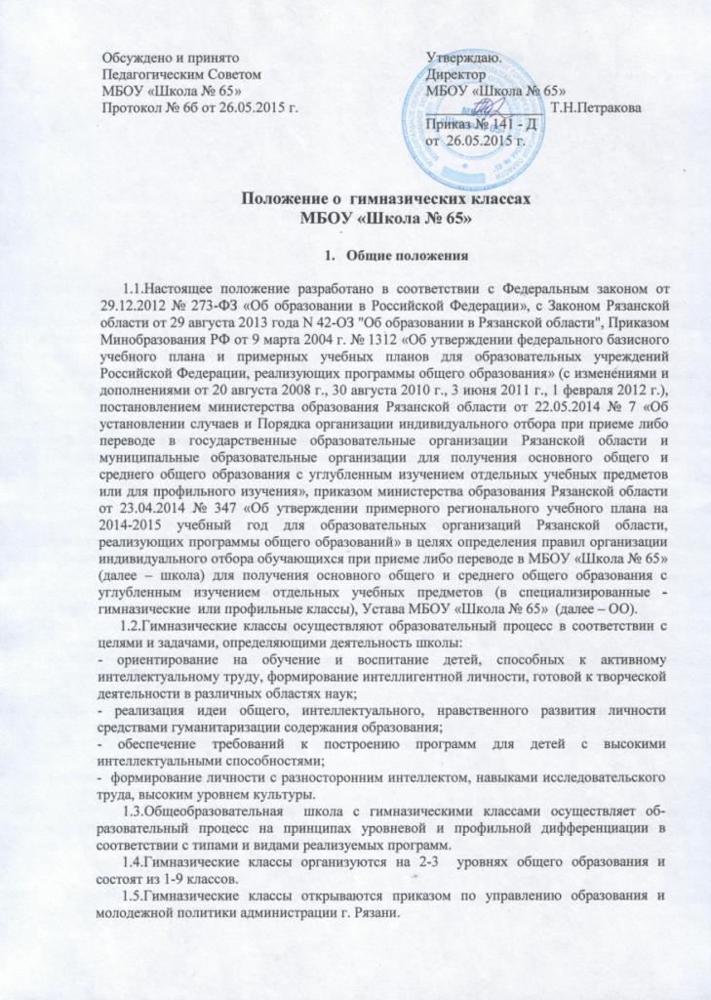 Обсуждено и принято
Педагогическим Советом
МБОУ «Школа № 65»
Протокол № 6б от 26.05.2015 г.
Утверждаю.
Директор
МБОУ «Школа № 65»
Т.Н.Петракова
Приказ № 141 - Д
от 26.05.2015 г.
Положение о гимназических классах
МБОУ «Школа № 65»
1. Общие положения
1.1.Настоящее положение разработано в соответствии с Федеральным законом от
29.12.2012 № 273-ФЗ «Об образовании в Российской Федерации», с Законом Рязанской
области от 29 августа 2013 года N 42-ОЗ "Об образовании в Рязанской области", Приказом
Минобразования РФ от 9 марта 2004 г. № 1312 «Об утверждении федерального базисного
учебного плана и примерных учебных планов для образовательных учреждений
Российской Федерации, реализующих программы общего образования» (с изменениями и
дополнениями от 20 августа 2008 г., 30 августа 2010 г., 3 июня 2011 г., 1 февраля 2012 г.),
постановлением министерства образования Рязанской области от 22.05.2014 № 7 «Об
установлении случаев и Порядка организации индивидуального отбора при приеме либо
переводе в государственные образовательные организации Рязанской области и
муниципальные образовательные организации для получения основного общего и
среднего общего образования с углубленным изучением отдельных учебных предметов
или для профильного изучения», приказом министерства образования Рязанской области
от 23.04.2014 № 347 «Об утверждении примерного регионального учебного плана на
2014-2015 учебный год для образовательных организаций Рязанской области,
реализующих программы общего образований» в целях определения правил организации
индивидуального отбора обучающихся при приеме либо переводе в МБОУ «Школа № 65»
(далее – школа) для получения основного общего и среднего общего образования с
углубленным изучением отдельных учебных предметов (в специализированные -
гимназические или профильные классы), Устава МБОУ «Школа № 65» (далее – ОО).
1.2.Гимназические классы осуществляют образовательный процесс в соответствии с
целями и задачами, определяющими деятельность школы:
- ориентирование на обучение и воспитание детей, способных к активному
интеллектуальному труду, формирование интеллигентной личности, готовой к творческой
деятельности в различных областях наук;
- реализация идеи общего, интеллектуального, нравственного развития личности
средствами гуманитаризации содержания образования;
- обеспечение требований к построению программ для детей с высокими
интеллектуальными способностями;
- формирование личности с разносторонним интеллектом, навыками исследовательского
труда, высоким уровнем культуры.
1.3.Общеобразовательная школа с гимназическими классами осуществляет об-
разовательный процесс на принципах уровневой и профильной дифференциации в
соответствии с типами и видами реализуемых программ.
1.4.Гимназические классы организуются на 2-3 уровнях общего образования и
состоят из 1-9 классов.
1.5.Гимназические классы открываются приказом по управлению образования и
молодежной политики администрации г. Рязани.